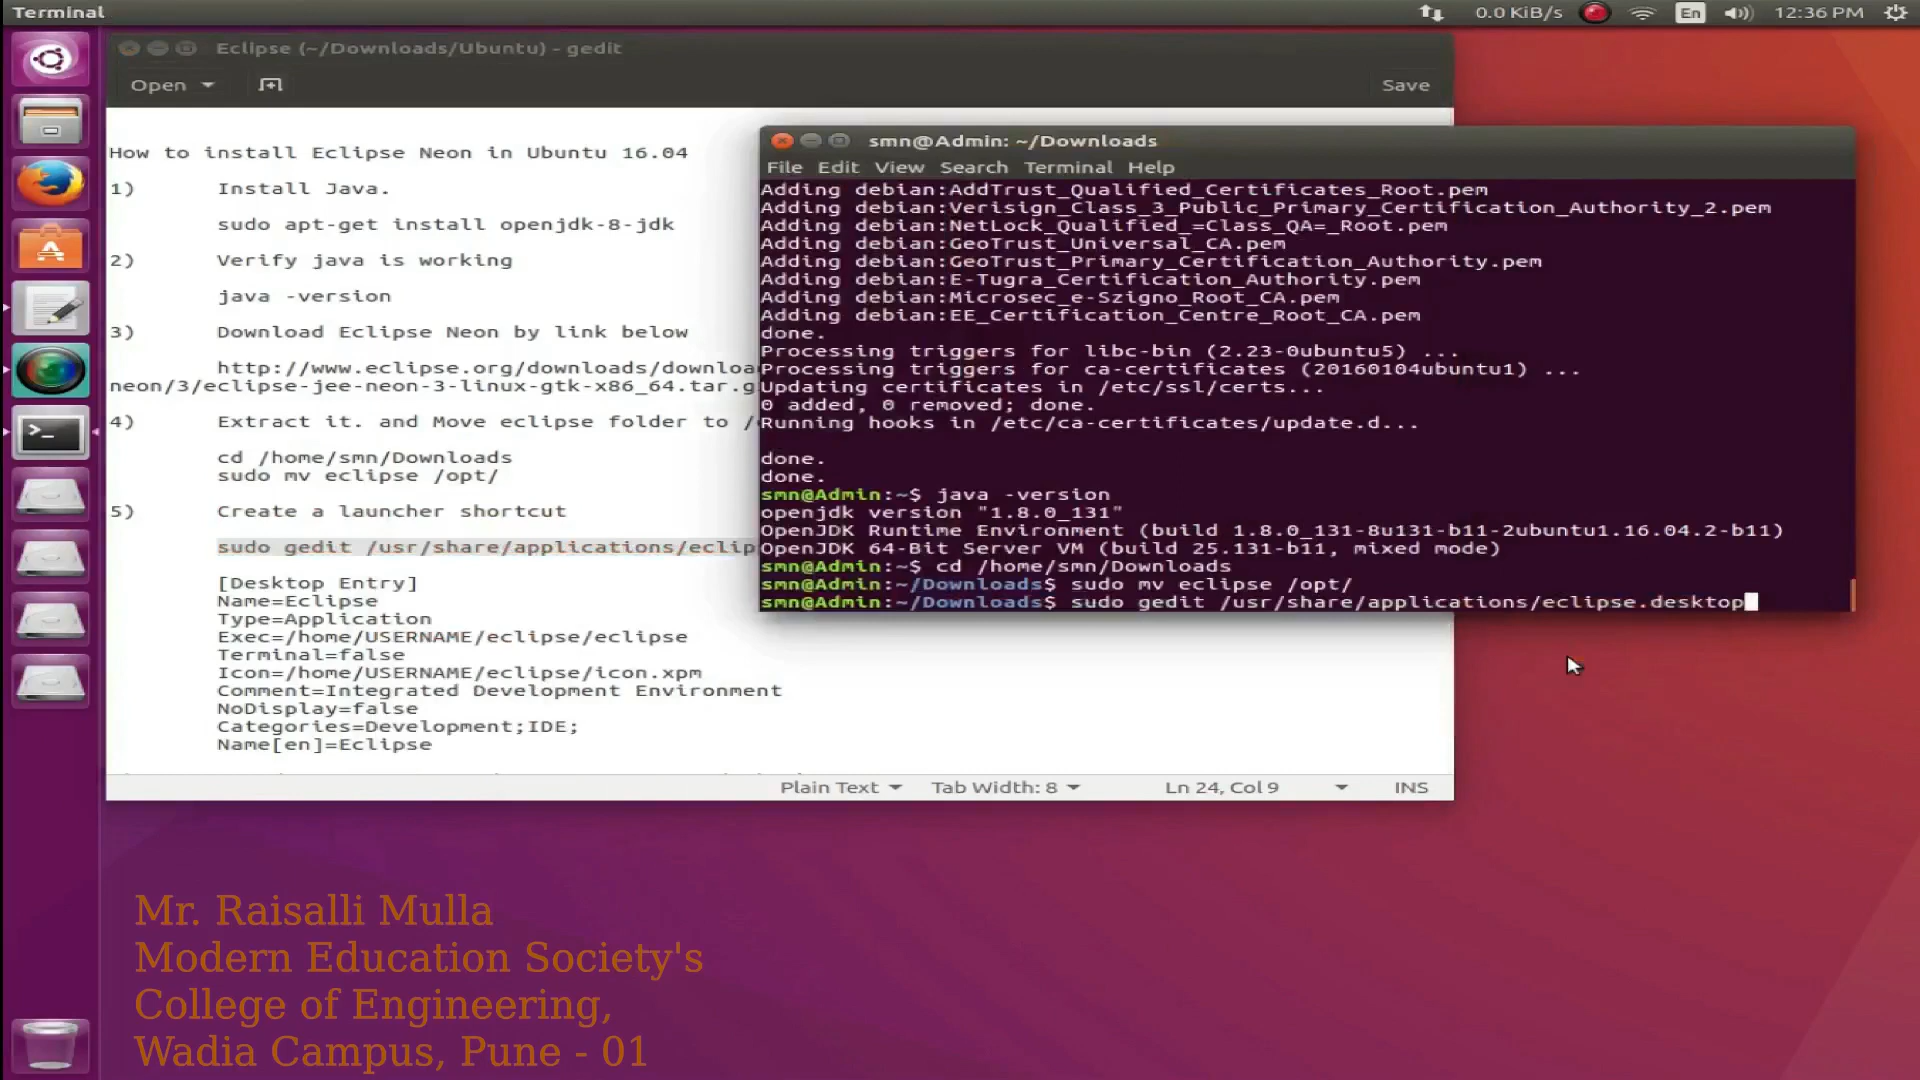 Terminal
0.0 KiB/s
En
12:36 PM
Eclipse (~/Downloads/Ubuntu) - gedit
Open
Save
How to install Eclipse Neon in Ubuntu 16.04
1) Install Java.
sudo apt-get install openjdk-8-jdk
2) Verify java is working
java -version
3) Download Eclipse Neon by link below
http://www.eclipse.org/downloads/downloa
neon/3/eclipse-jee-neon-3-linux-gtk-x86_64.tar.g
4) Extract it. and Move eclipse folder to /
cd /home/smn/Downloads
sudo mv eclipse /opt/
5) Create a launcher shortcut
sudo gedit /usr/share/applications/eclip
[Desktop Entry]
Name=Eclipse
Type=Application
Exec=/home/USERNAME/eclipse/eclipse
Terminal=false
Icon=/home/USERNAME/eclipse/icon.xpm
Comment=Integrated Development Environment
NoDisplay=false
Categories=Development;IDE;
Name[en]=Eclipse
Plain Text
Tab Width: 8
Ln 24, Col 9
INS
smn@Admin: ~/Downloads
File Edit View Search Terminal Help
Adding debian:AddTrust_Qualified_Certificates_Root.pem
Adding debian:Verisign_Class_3_Public_Primary_Certification_Authority_2.pem
Adding debian:NetLock_Qualified_=Class_QA=_Root.pem
Adding debian:GeoTrust_Universal_CA.pem
Adding debian:GeoTrust_Primary_Certification_Authority.pem
Adding debian:E-Tugra_Certification_Authority.pem
Adding debian:Microsec_e-Szigno_Root_CA.pem
Adding debian:EE_Certification_Centre_Root_CA.pem
done.
Processing triggers for libc-bin (2.23-0ubuntu5) ...
Processing triggers for ca-certificates (20160104ubuntu1) ...
Updating certificates in /etc/ssl/certs...
0 added, 0 removed; done.
Running hooks in /etc/ca-certificates/update.d...
done.
done.
smn@Admin:~$ java -version
openjdk version "1.8.0_131"
OpenJDK Runtime Environment (build 1.8.0_131-8u131-b11-2ubuntu1.16.04.2-b11)
OpenJDK 64-Bit Server VM (build 25.131-b11, mixed mode)
smn@Admin:~$ cd /home/smn/Downloads
smn@Admin:~/Downloads$ sudo mv eclipse /opt/
smn@Admin:~/Downloads$ sudo gedit /usr/share/applications/eclipse.desktop
Mr. Raisalli Mulla
Modern Education Society's
College of Engineering,
Wadia Campus, Pune - 01